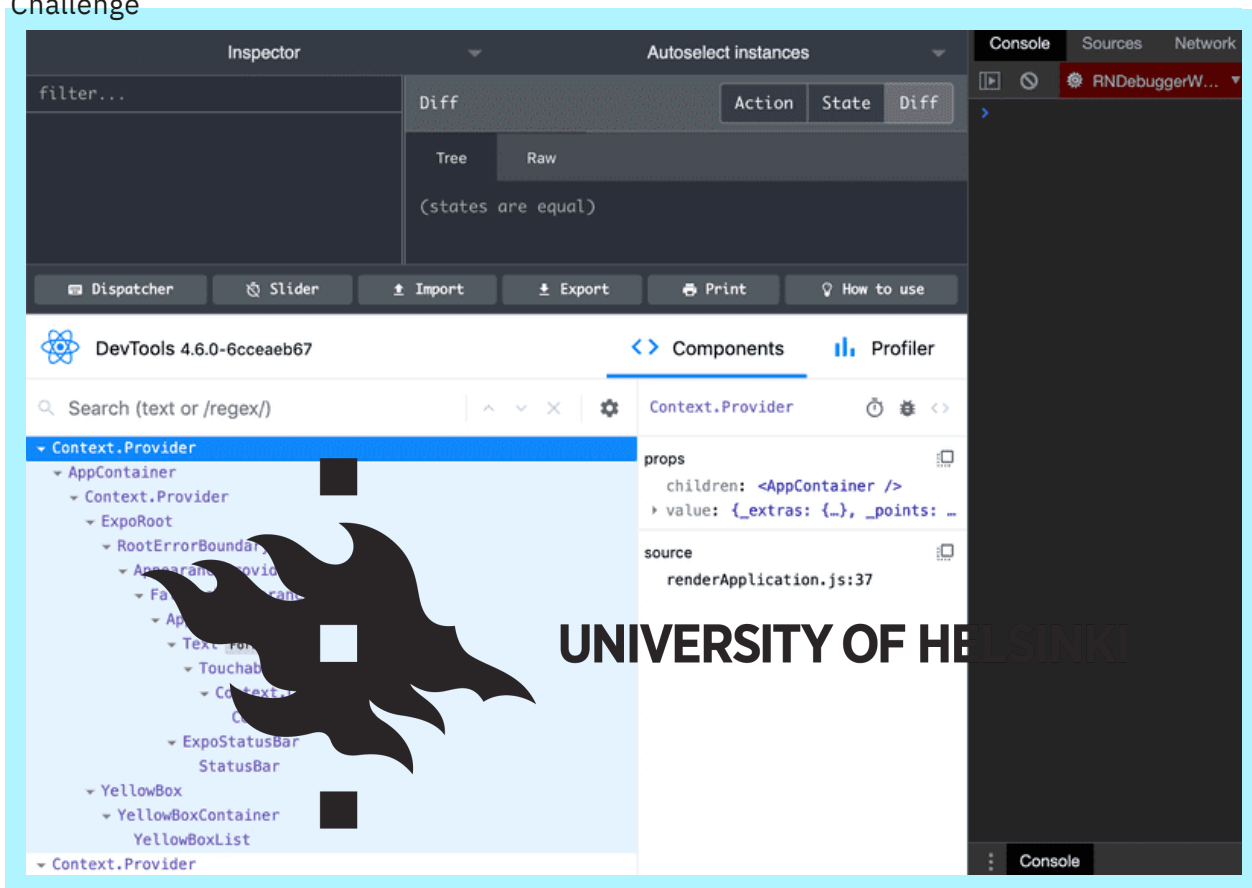 Challenge
Inspector
Autoselect instances
Console Sources Network
filter...
Diff
Action State Diff
RNDebuggerW...
Tree Raw
(states are equal)
Dispatcher Slider Import Export Print How to use
DevTools 4.6.0-6cceaeb67
Components Profiler
Search (text or /regex/)
Context.Provider
Context.Provider
AppContainer
Context.Provider
ExpoRoot
StatusBar
ExpoStatusBar
YellowBox
YellowBoxContainer
YellowBoxList
Context.Provider
props
children: <AppContainer />
value: {_extras: {…}, _points: …
source
renderApplication.js:37
UNIVERSITY OF HELSINKI
Console